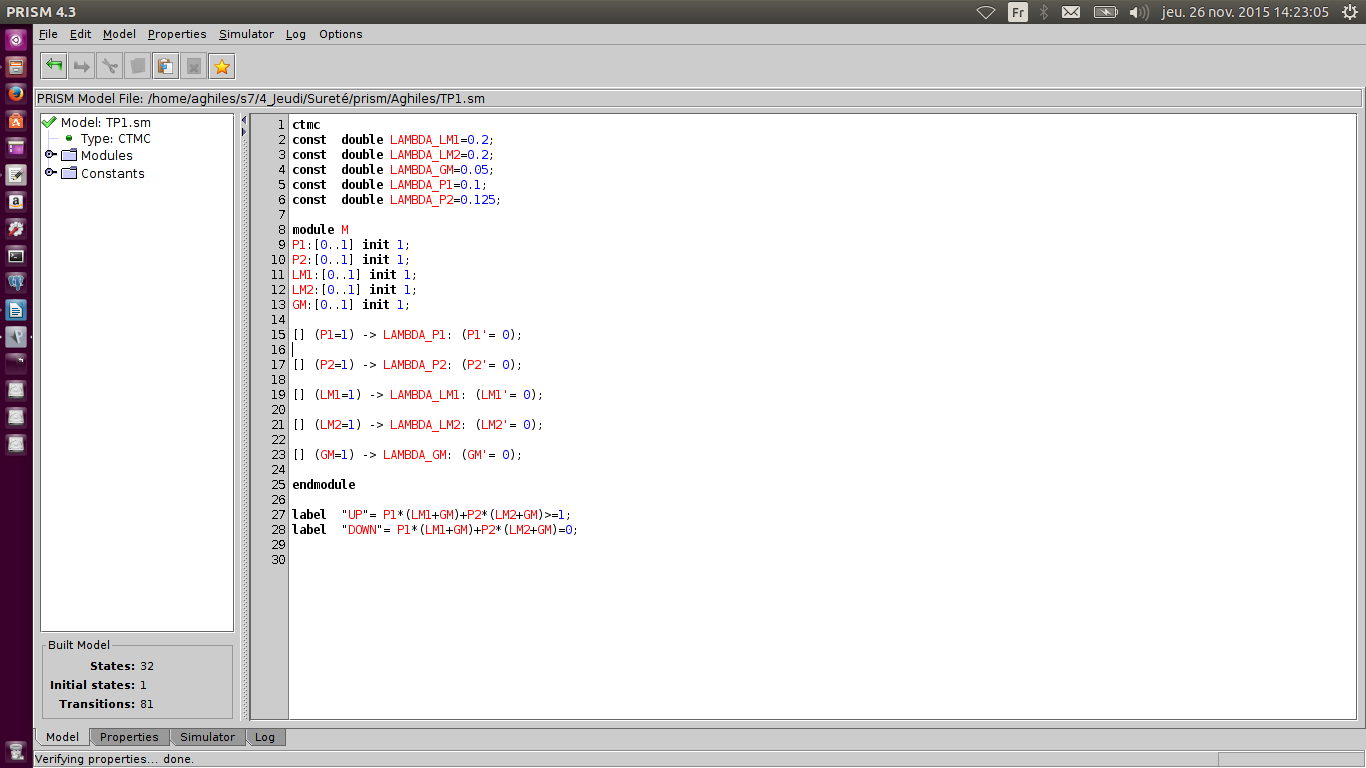 PRISM 4.3
Fr
jeu. 26 nov. 2015 14:23:05
File Edit Model Properties Simulator Log Options
PRISM Model File: /home/aghiles/s7/4_Jeudi/Sureté/prism/Aghiles/TP1.sm
Model: TP1.sm
Type: CTMC
Modules
Constants
1 ctmc
2 const  double LAMBDA_LM1=0.2;
3 const  double LAMBDA_LM2=0.2;
4 const  double LAMBDA_GM=0.05;
5 const  double LAMBDA_P1=0.1;
6 const  double LAMBDA_P2=0.125;
7
8 module M
9 P1:[0..1] init 1;
10 P2:[0..1] init 1;
11 LM1:[0..1] init 1;
12 LM2:[0..1] init 1;
13 GM:[0..1] init 1;
14
15 [] (P1=1) -> LAMBDA_P1: (P1'= 0);
16
17 [] (P2=1) -> LAMBDA_P2: (P2'= 0);
18
19 [] (LM1=1) -> LAMBDA_LM1: (LM1'= 0);
20
21 [] (LM2=1) -> LAMBDA_LM2: (LM2'= 0);
22
23 [] (GM=1) -> LAMBDA_GM: (GM'= 0);
24
25 endmodule
26
27 label  "UP"= P1*(LM1+GM)+P2*(LM2+GM)>=1;
28 label  "DOWN"= P1*(LM1+GM)+P2*(LM2+GM)=0;
29
30
Built Model
States: 32
Initial states: 1
Transitions: 81
Model Properties Simulator Log
Verifying properties... done.